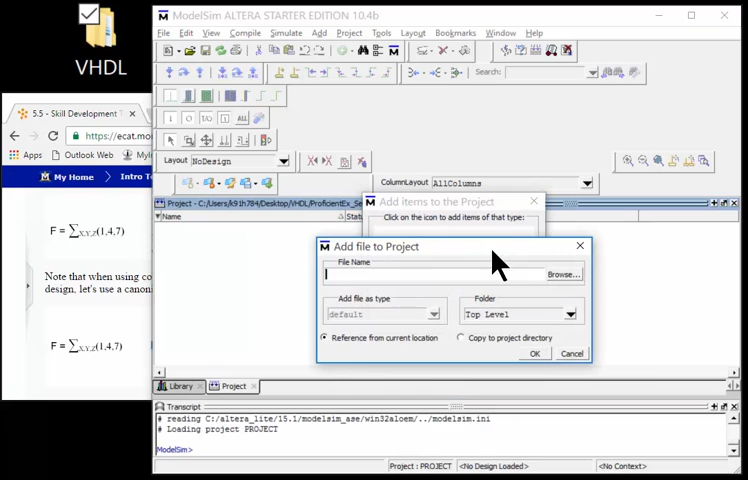 VHDL
5.5 - Skill Development T
https://ecat.mo
Apps
Outlook Web
My Home
Intro T
F = ∑X,Y,Z(1,4,7)
Note that when using co
design, let's use a canon
F = ∑X,Y,Z(1,4,7)
ModelSim ALTERA STARTER EDITION 10.4b
File Edit View Compile Simulate Add Project Tools Layout Bookmarks Window Help
Search:
ALL
Layout NoDesign
ColumnLayout AllColumns
Project - C:/Users/k91h784/Desktop/VHDL/ProficientEx_Se
Name
Statu
Add items to the Project
Click on the icon to add items of that type:
Add file to Project
File Name
Browse...
Add file as type
default
Folder
Top Level
Reference from current location
Copy to project directory
OK
Cancel
Library
Project
Transcript
# reading C:/altera_lite/15.1/modelsim_ase/win32aloem/../modelsim.ini
# Loading project PROJECT
ModelSim>
Project : PROJECT
<No Design Loaded>
<No Context>